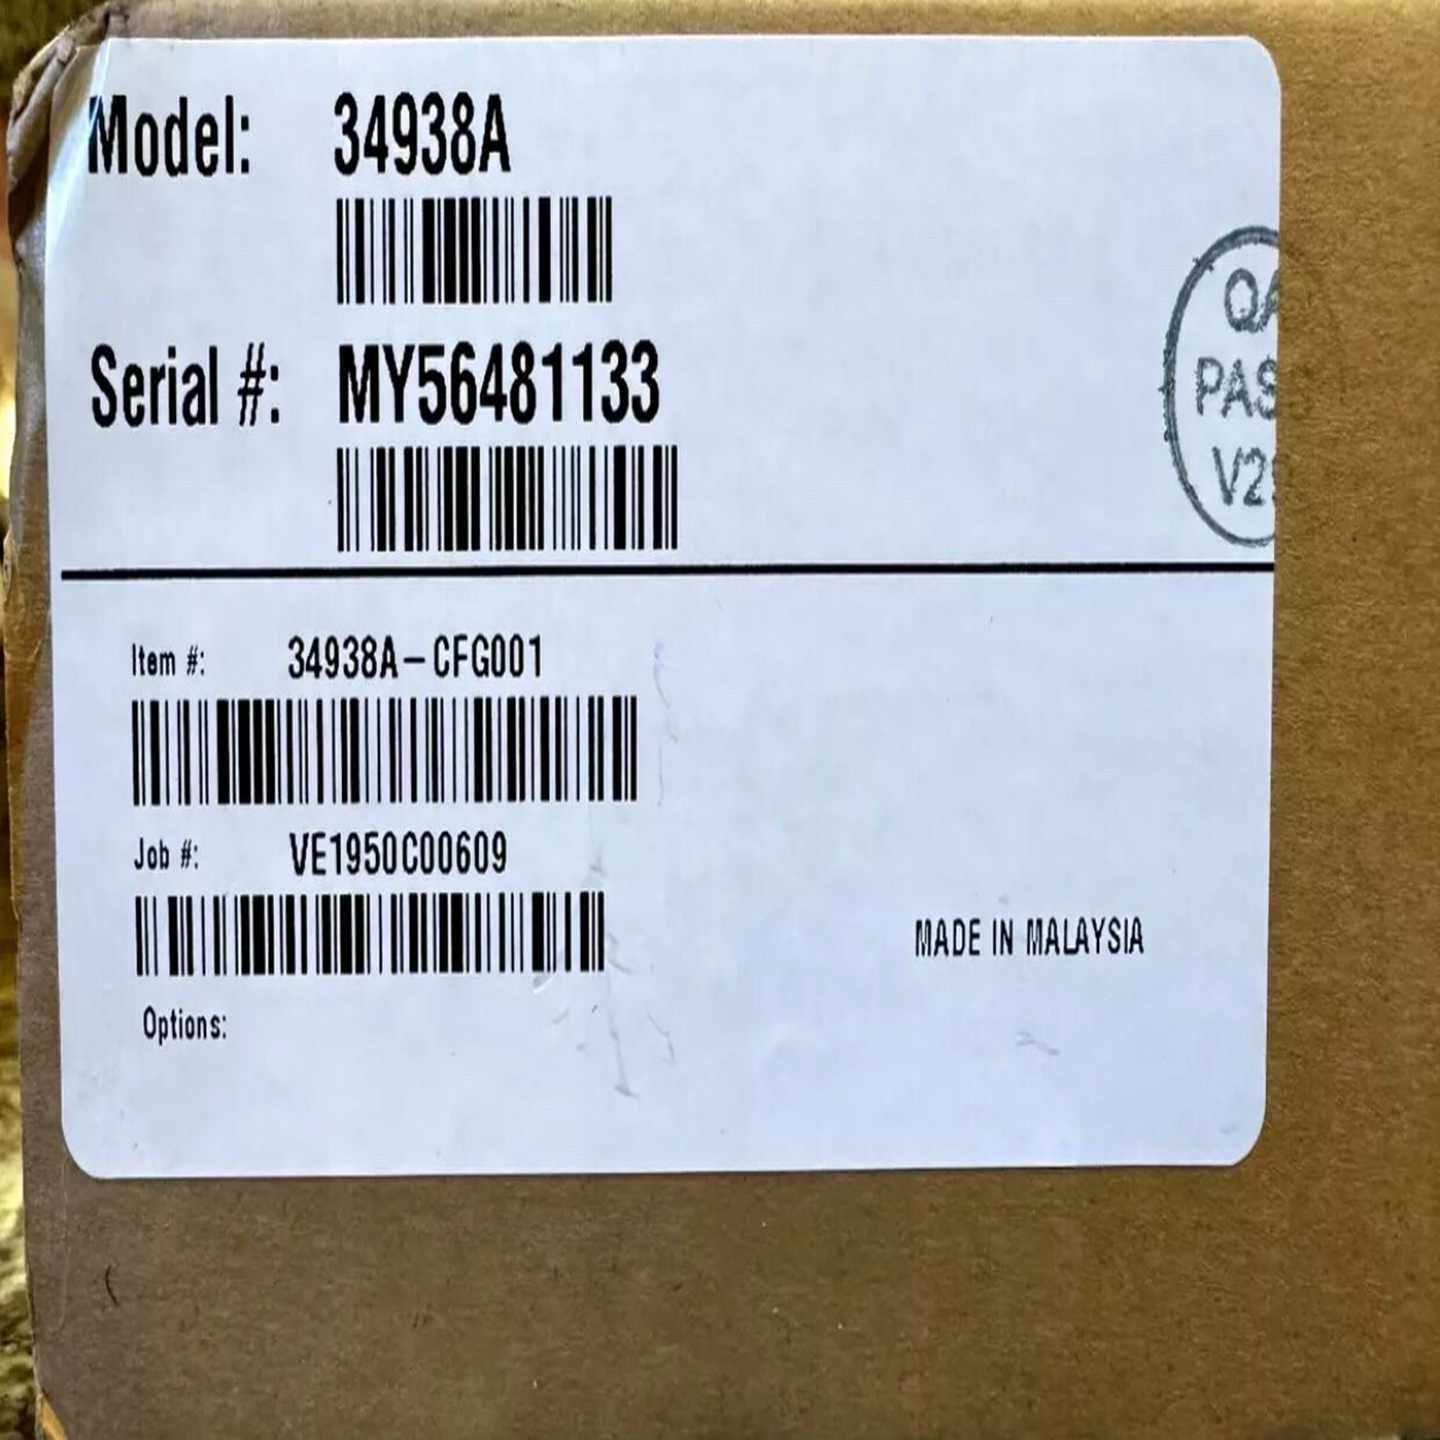 Model: 34938A
Serial #: MY56481133
Item #: 34938A-CFG001
Job #: VE1950C00609
MADE IN MALAYSIA
Options: